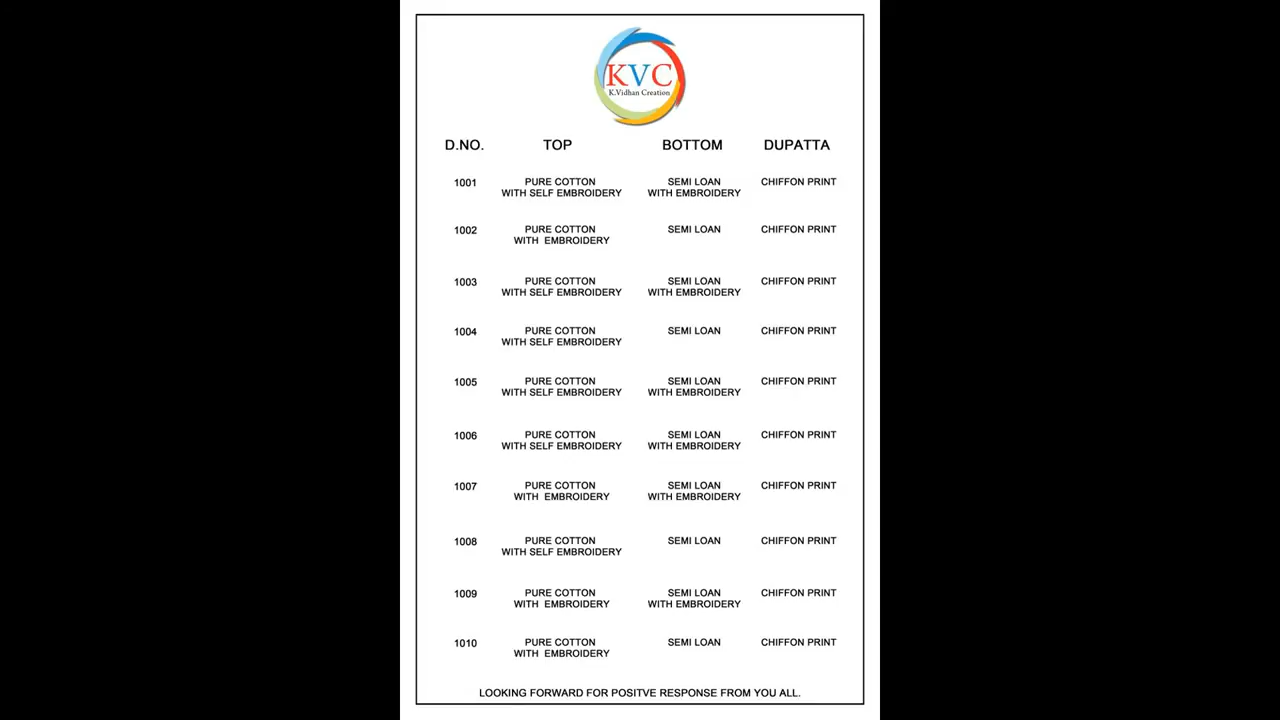 KVC
K.Vidhan Creation
D.NO. TOP BOTTOM DUPATTA
1001 PURE COTTON SEMI LOAN CHIFFON PRINT
WITH SELF EMBROIDERY WITH EMBROIDERY
1002 PURE COTTON SEMI LOAN CHIFFON PRINT
WITH EMBROIDERY
1003 PURE COTTON SEMI LOAN CHIFFON PRINT
WITH SELF EMBROIDERY WITH EMBROIDERY
1004 PURE COTTON SEMI LOAN CHIFFON PRINT
WITH SELF EMBROIDERY
1005 PURE COTTON SEMI LOAN CHIFFON PRINT
WITH SELF EMBROIDERY WITH EMBROIDERY
1006 PURE COTTON SEMI LOAN CHIFFON PRINT
WITH SELF EMBROIDERY WITH EMBROIDERY
1007 PURE COTTON SEMI LOAN CHIFFON PRINT
WITH EMBROIDERY WITH EMBROIDERY
1008 PURE COTTON SEMI LOAN CHIFFON PRINT
WITH SELF EMBROIDERY
1009 PURE COTTON SEMI LOAN CHIFFON PRINT
WITH EMBROIDERY WITH EMBROIDERY
1010 PURE COTTON SEMI LOAN CHIFFON PRINT
WITH EMBROIDERY
LOOKING FORWARD FOR POSITVE RESPONSE FROM YOU ALL.